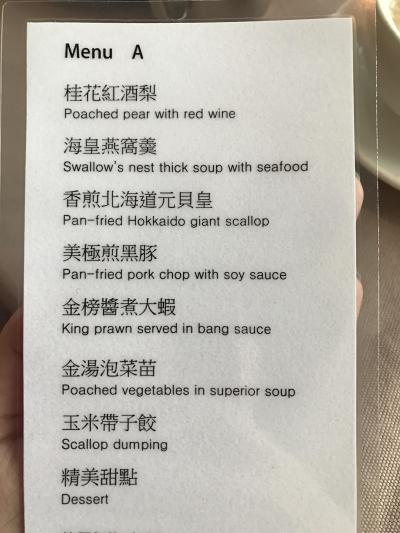 Menu A
桂花紅酒梨
Poached pear with red wine
海皇燕窩羹
Swallow's nest thick soup with seafood
香煎北海道元貝皇
Pan-fried Hokkaido giant scallop
美極煎黑豚
Pan-fried pork chop with soy sauce
金榜醬煮大蝦
King prawn served in bang sauce
金湯泡菜苗
Poached vegetables in superior soup
玉米帶子餃
Scallop dumping
精美甜點
Dessert